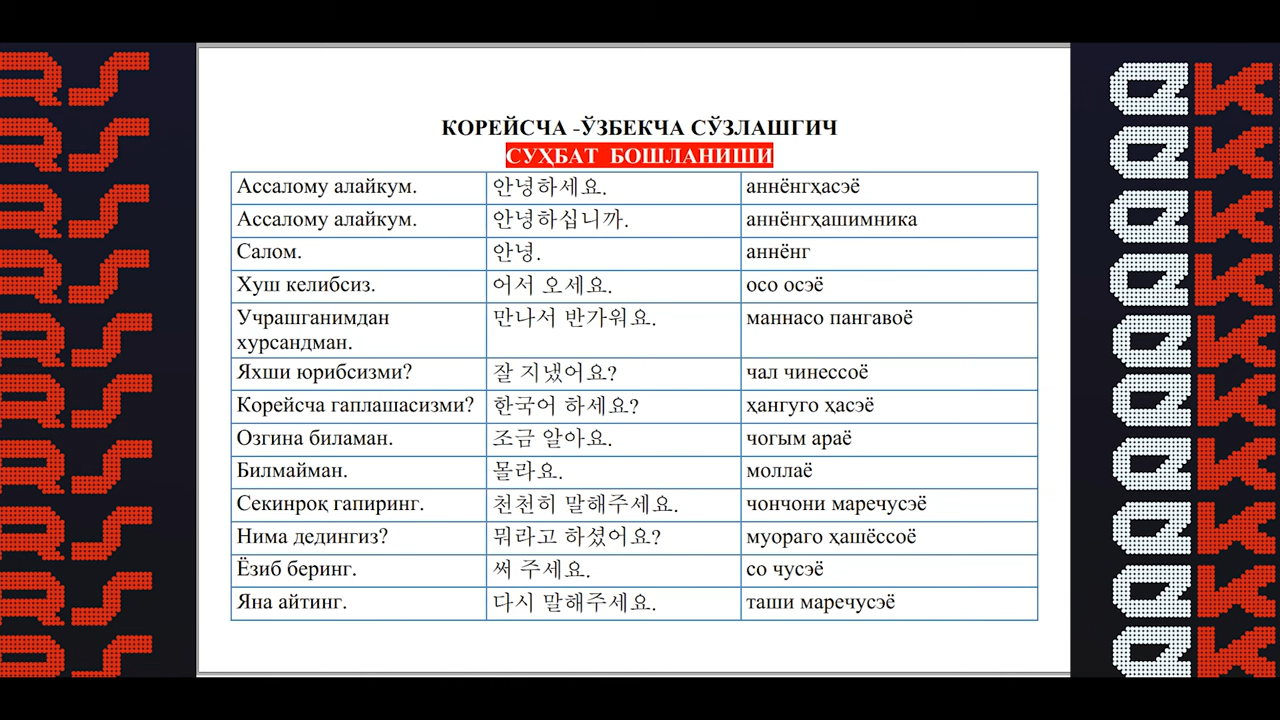 КОРЕЙСЧА -ЎЗБЕКЧА СЎЗЛАШГИЧ
СУҲБАТ БОШЛАНИШИ
Ассалому алайкум. 안녕하세요. аннёнгҳасэё
Ассалому алайкум. 안녕하십니까. аннёнгҳашимника
Салом. 안녕. аннёнг
Хуш келибсиз. 어서 오세요. осо осэё
Учрашганимдан 만나서 반가워요. маннасо пангавоё
хурсандман.
Яхши юрибсизми? 잘 지냈어요? чал чинессоё
Корейсча гаплашасизми? 한국어 하세요? ҳангуго ҳасэё
Озгина биламан. 조금 알아요. чогым араё
Билмайман. 몰라요. моллаё
Секинроқ гапиринг. 천천히 말해주세요. чончони маречусэё
Нима дедингиз? 뭐라고 하셨어요? муораго ҳашёссоё
Ёзиб беринг. 써 주세요. со чусэё
Яна айтинг. 다시 말해주세요. таши маречусэё